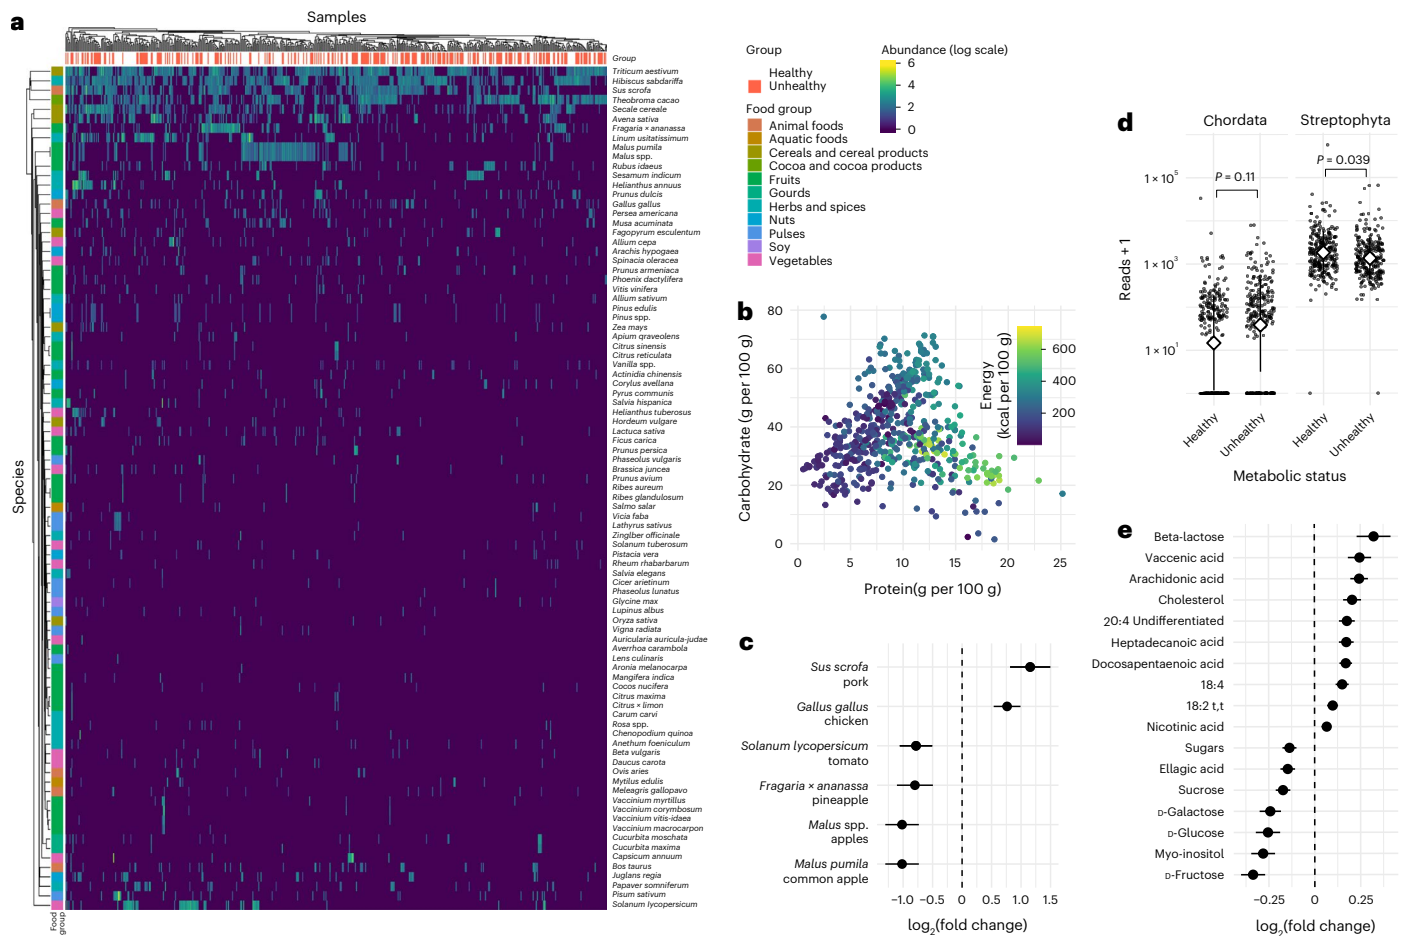 a
Samples
Group
Triticum aestivum
Hibiscus sabdariffa
Sus scrofa
Theobroma cacao
Secale cereale
Avena sativa
Fragaria × ananassa
Linum usitatissimum
Malus pumila
Malus spp.
Rubus idaeus
Sesamum indicum
Helianthus annuus
Prunus dulcis
Gallus gallus
Persea americana
Musa acuminata
Fagopyrum esculentum
Allium cepa
Arachis hypogaea
Spinacia oleracea
Prunus armeniaca
Phoenix dactylifera
Vitis vinifera
Allium sativum
Pinus edulis
Pinus spp.
Zea mays
Apium graveolens
Citrus sinensis
Citrus reticulata
Vanilla spp.
Actinidia chinensis
Corylus avellana
Pyrus communis
Salvia hispanica
Helianthus tuberosus
Hordeum vulgare
Lactuca sativa
Ficus carica
Prunus persica
Phaseolus vulgaris
Brassica juncea
Prunus avium
Ribes aureum
Ribes glandulosum
Salmo salar
Vicia faba
Lathyrus sativus
Zingiber officinale
Solanum tuberosum
Pistacia vera
Rheum rhabarbarum
Salvia elegans
Cicer arietinum
Phaseolus lunatus
Glycine max
Lupinus albus
Oryza sativa
Vigna radiata
Auricularia auricula-judae
Averrhoa carambola
Lens culinaris
Aronia melanocarpa
Mangifera indica
Cocos nucifera
Citrus maxima
Citrus × limon
Carum carvi
Rosa spp.
Chenopodium quinoa
Anethum foeniculum
Beta vulgaris
Daucus carota
Ovis aries
Mytilus edulis
Meleagris gallopavo
Vaccinium myrtillus
Vaccinium corymbosum
Vaccinium vitis-idaea
Vaccinium macrocarpon
Cucurbita moschata
Cucurbita maxima
Capsicum annuum
Bos taurus
Juglans regia
Papaver somniferum
Pisum sativum
Solanum lycopersicum
Species
Food
group
Group
Healthy
Unhealthy
Food group
Animal foods
Aquatic foods
Cereals and cereal products
Cocoa and cocoa products
Fruits
Gourds
Herbs and spices
Nuts
Pulses
Soy
Vegetables
Abundance (log scale)
6
4
2
0
b
80
60
40
20
0
Carbohydrate (g per 100 g)
0 5 10 15 20 25
Protein(g per 100 g)
Energy
(kcal per 100 g)
600
400
200
c
Sus scrofa
pork
Gallus gallus
chicken
Solanum lycopersicum
tomato
Fragaria × ananassa
pineapple
Malus spp.
apples
Malus pumila
common apple
−1.0 −0.5 0 0.5 1.0 1.5
log2(fold change)
d
Chordata Streptophyta
P = 0.11
P = 0.039
1 × 10^5
1 × 10^3
1 × 10^1
Reads + 1
Healthy
Unhealthy
Healthy
Unhealthy
Metabolic status
e
Beta-lactose
Vaccenic acid
Arachidonic acid
Cholesterol
20:4 Undifferentiated
Heptadecanoic acid
Docosapentaenoic acid
18:4
18:2 t,t
Nicotinic acid
Sugars
Ellagic acid
Sucrose
D-Galactose
D-Glucose
Myo-inositol
D-Fructose
−0.25 0 0.25
log2(fold change)